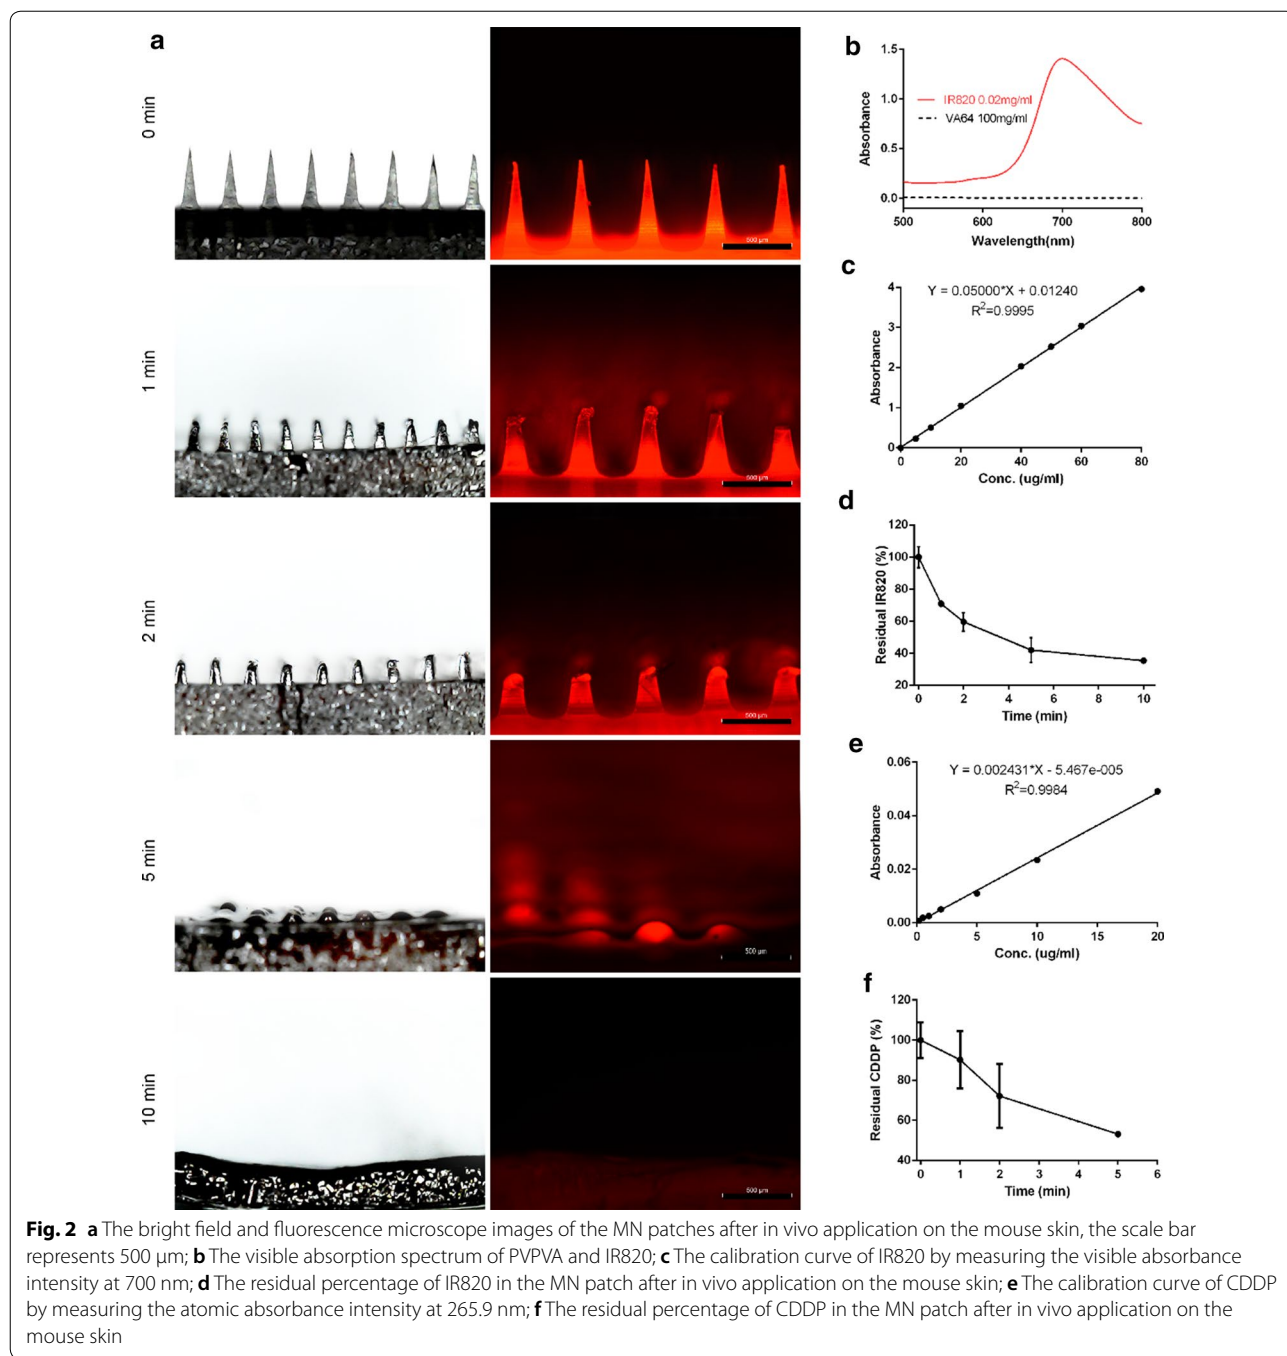 a
0 min
500 µm
1 min
500 µm
2 min
500 µm
5 min
500 µm
10 min
500 µm
b
1.5
1.0
0.5
0.0
Absorbance
IR820 0.02mg/ml
VA64 100mg/ml
500 600 700 800
Wavelength(nm)
c
4
3
2
1
0
Absorbance
Y = 0.05000*X + 0.01240
R²=0.9995
0 20 40 60 80
Conc. (ug/ml)
d
120
100
80
60
40
20
Residual IR820 (%)
0 2 4 6 8 10
Time (min)
e
0.06
0.04
0.02
0.00
Absorbance
Y = 0.002431*X - 5.467e-005
R²=0.9984
0 5 10 15 20
Conc. (ug/ml)
f
120
100
80
60
40
Residual CDDP (%)
0 1 2 3 4 5 6
Time (min)
Fig. 2 a The bright field and fluorescence microscope images of the MN patches after in vivo application on the mouse skin, the scale bar
represents 500 µm; b The visible absorption spectrum of PVPVA and IR820; c The calibration curve of IR820 by measuring the visible absorbance
intensity at 700 nm; d The residual percentage of IR820 in the MN patch after in vivo application on the mouse skin; e The calibration curve of CDDP
by measuring the atomic absorbance intensity at 265.9 nm; f The residual percentage of CDDP in the MN patch after in vivo application on the
mouse skin